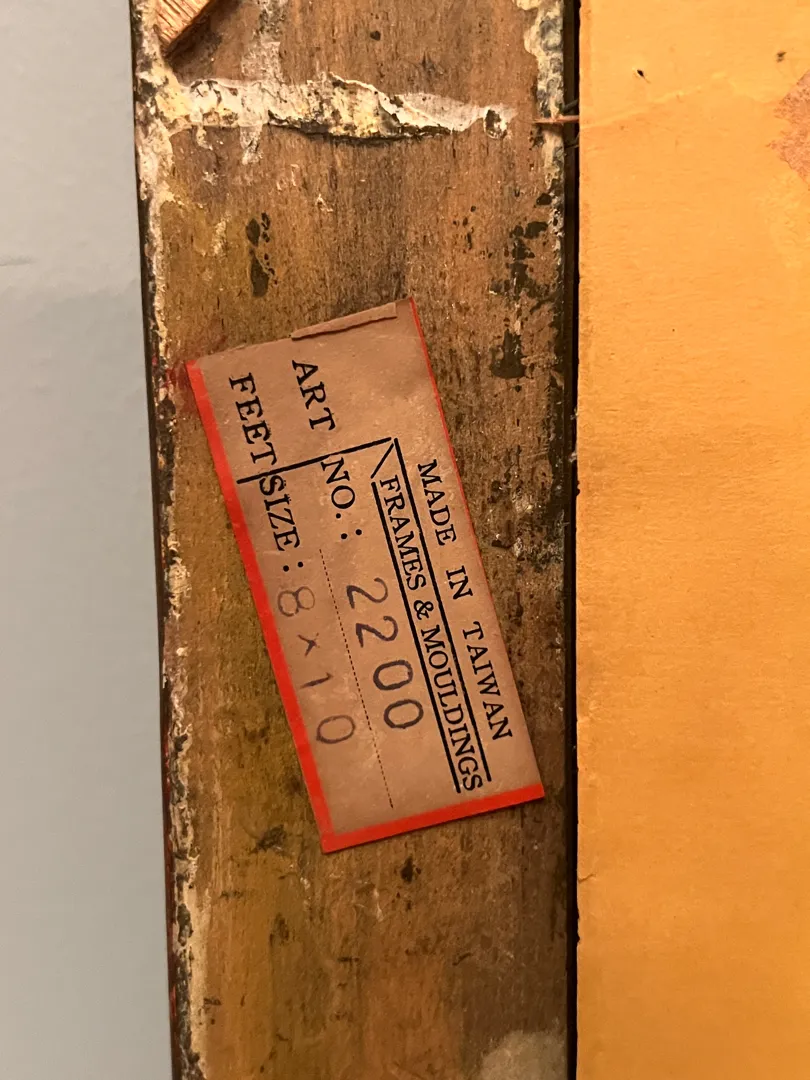 MADE IN TAIWAN
FRAMES & MOULDINGS
ART NO.: 2200
FEET SIZE: 8 × 10